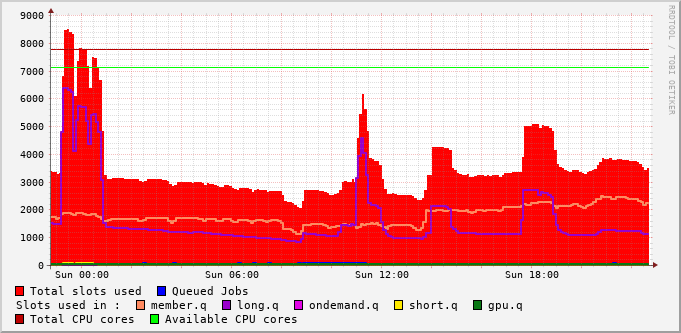 RRDTOOL / TOBI OETIKER
9000
8000
7000
6000
5000
4000
3000
2000
1000
0
Sun 00:00 Sun 06:00 Sun 12:00 Sun 18:00
Total slots used Queued Jobs
Slots used in : member.q long.q ondemand.q short.q gpu.q
Total CPU cores Available CPU cores